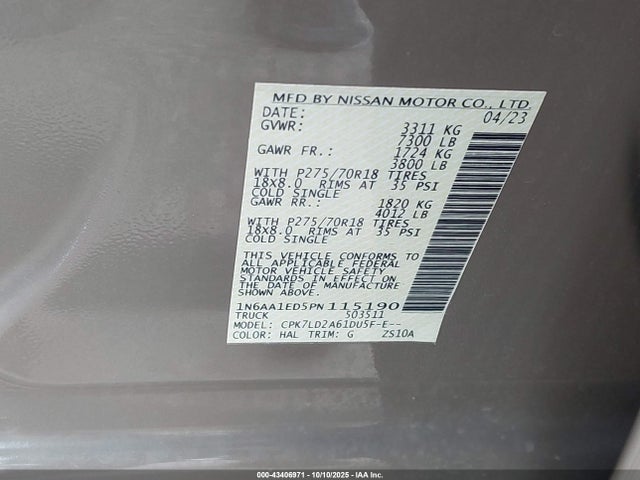 MFD BY NISSAN MOTOR CO., LTD.
DATE: 04/23
GVWR: 3311 KG
7300 LB
GAWR FR.: 1724 KG
3800 LB
WITH P275/70R18 TIRES
18x8.0 RIMS AT 35 PSI
COLD SINGLE
GAWR RR.: 1820 KG
4012 LB
WITH P275/70R18 TIRES
18x8.0 RIMS AT 35 PSI
COLD SINGLE
THIS VEHICLE CONFORMS TO
ALL APPLICABLE FEDERAL
MOTOR VEHICLE SAFETY
STANDARDS IN EFFECT ON
THE DATE OF MANUFACTURE
SHOWN ABOVE.
1N6AA1ED5PN115190
TRUCK 503511
MODEL: CPK7LD2A61DU5F-E--
COLOR: HAL TRIM: G ZS10A
000-43406971 - 10/10/2025 - IAA Inc.